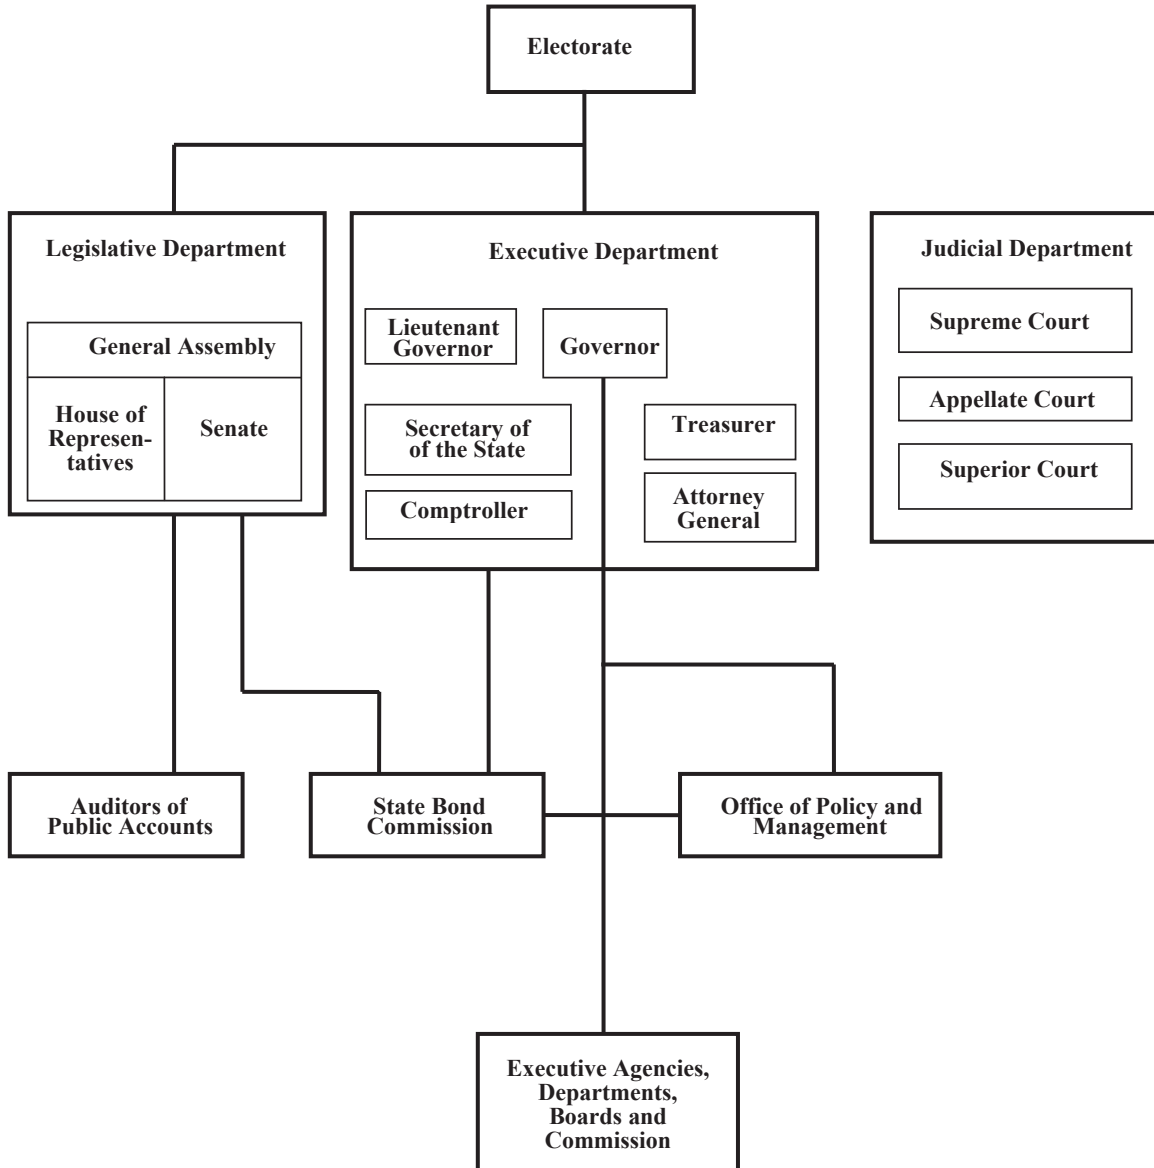 Electorate
Legislative Department
General Assembly
House of
Represen-
tatives
Senate
Executive Department
Lieutenant
Governor
Governor
Secretary of
of the State
Treasurer
Comptroller
Attorney
General
Judicial Department
Supreme Court
Appellate Court
Superior Court
Auditors of
Public Accounts
State Bond
Commission
Office of Policy and
Management
Executive Agencies,
Departments,
Boards and
Commission